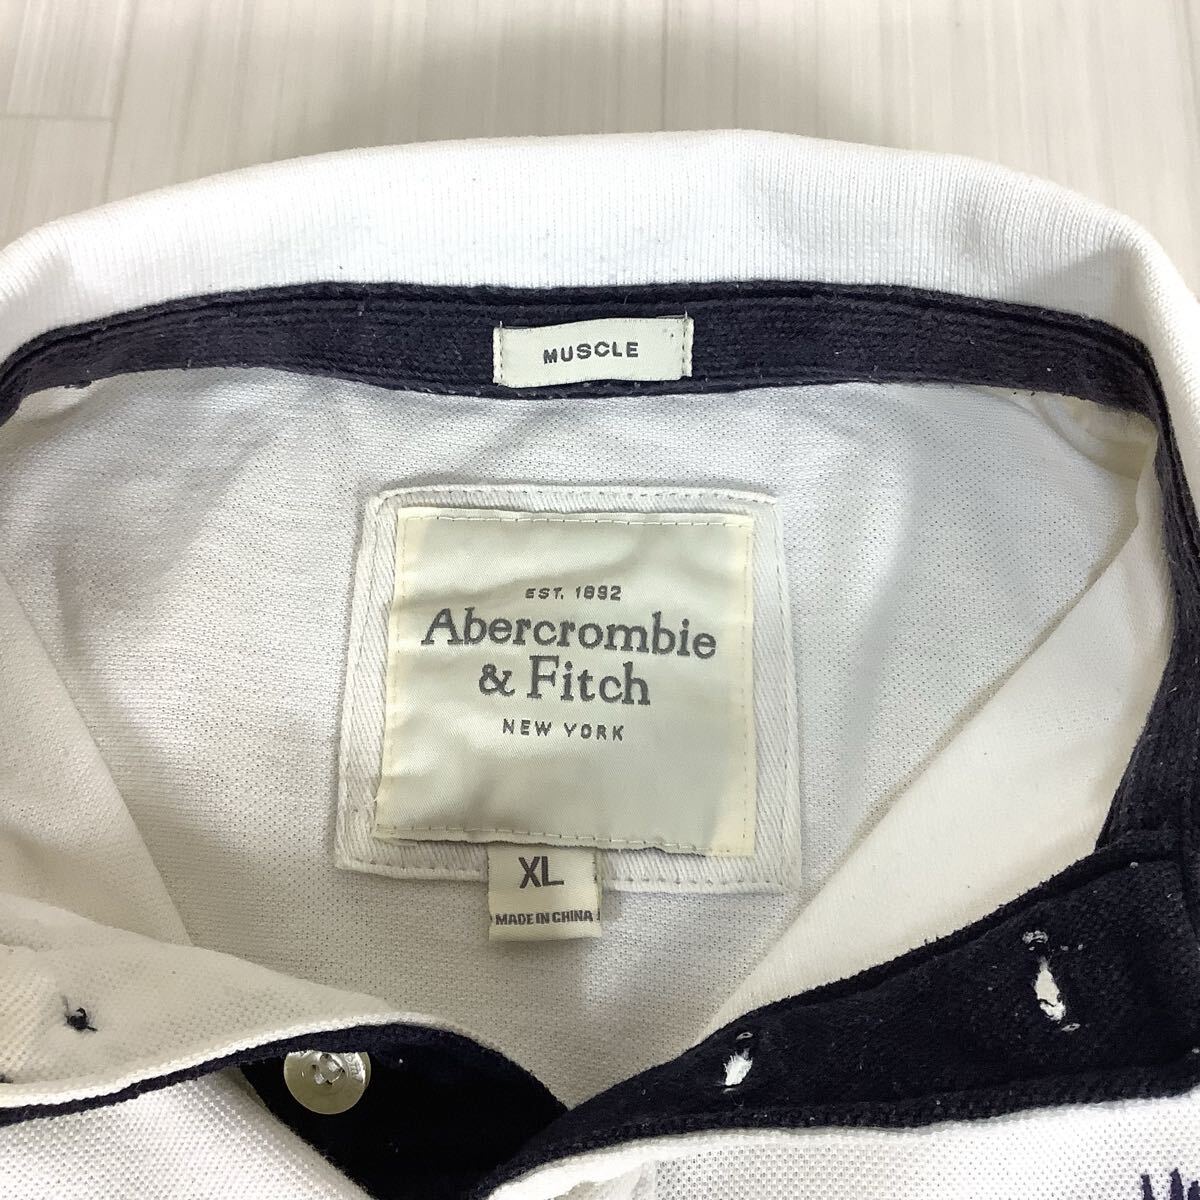 MUSCLE
EST. 1892
Abercrombie
& Fitch
NEW YORK
XL
MADE IN CHINA